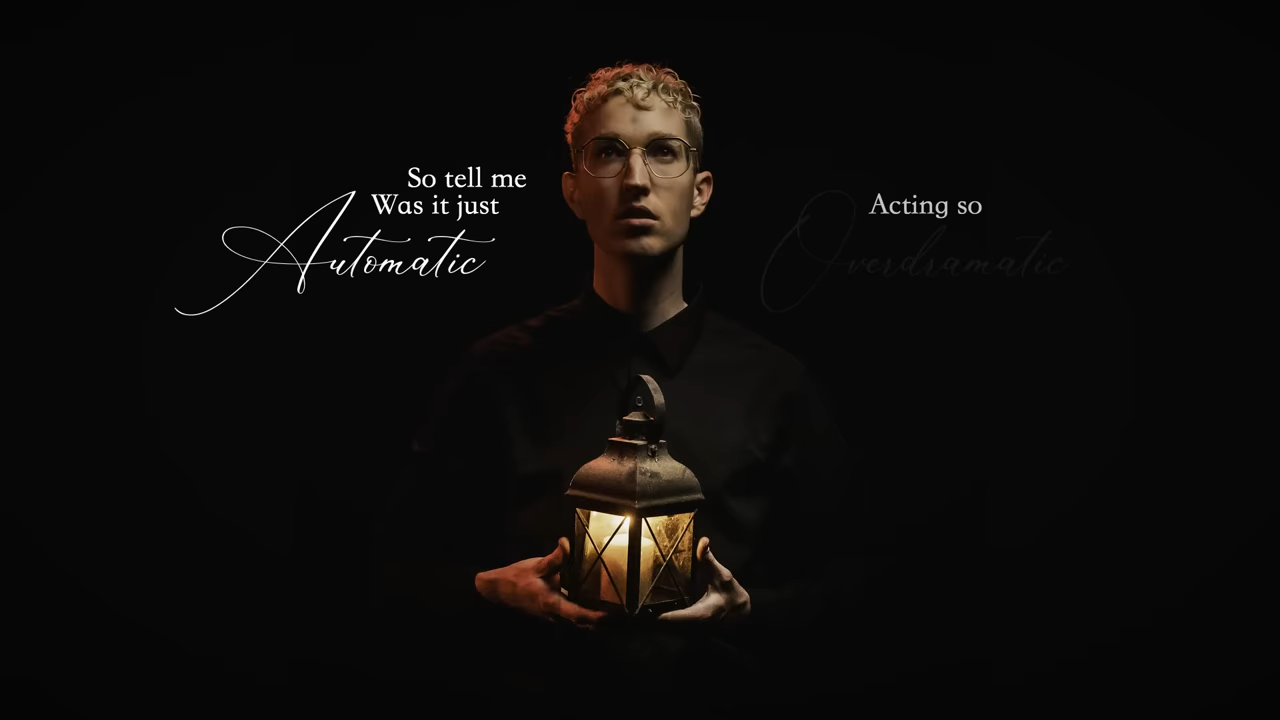 So tell me
Was it just
Automatic
Acting so
Overdramatic